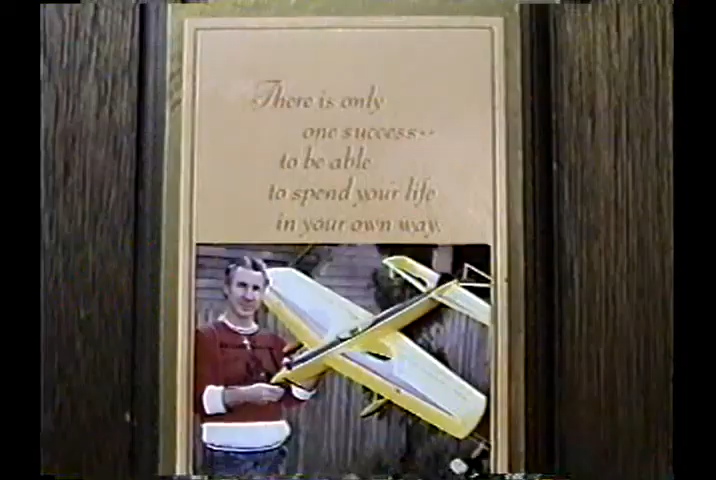 There is only
one success--
to be able
to spend your life
in your own way.